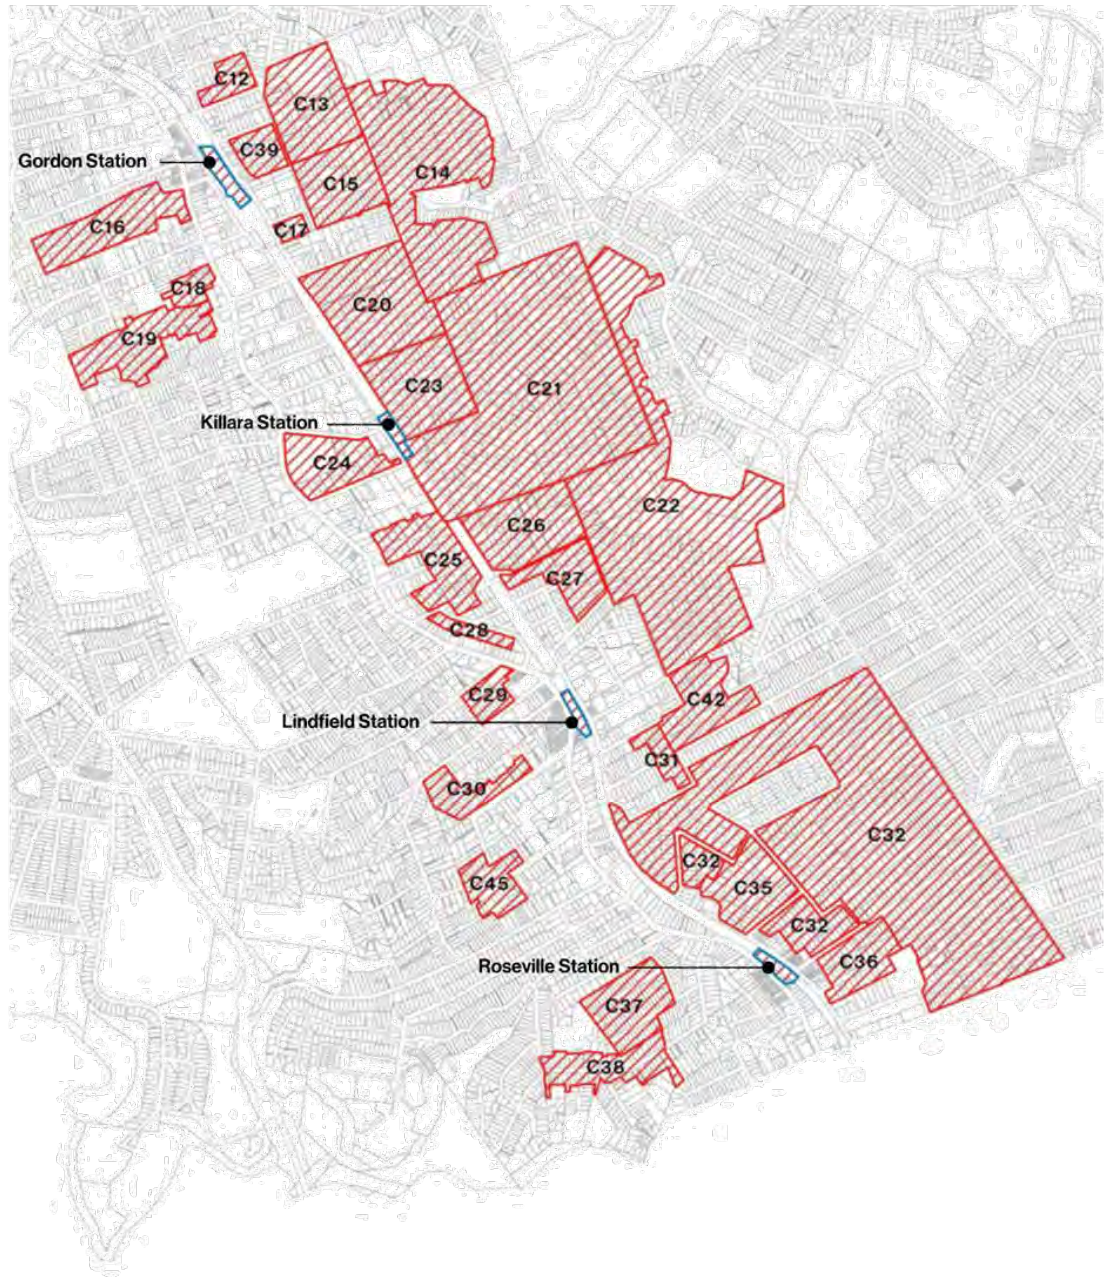 C12
C13
C39
Gordon Station
C14
C15
C16
C17
C18
C20
C19
C23
C21
Killara Station
C24
C22
C26
C25
C27
C28
C29
C42
Lindfield Station
C31
C30
C32
C32
C45
C35
C32
C36
Roseville Station
C37
C38